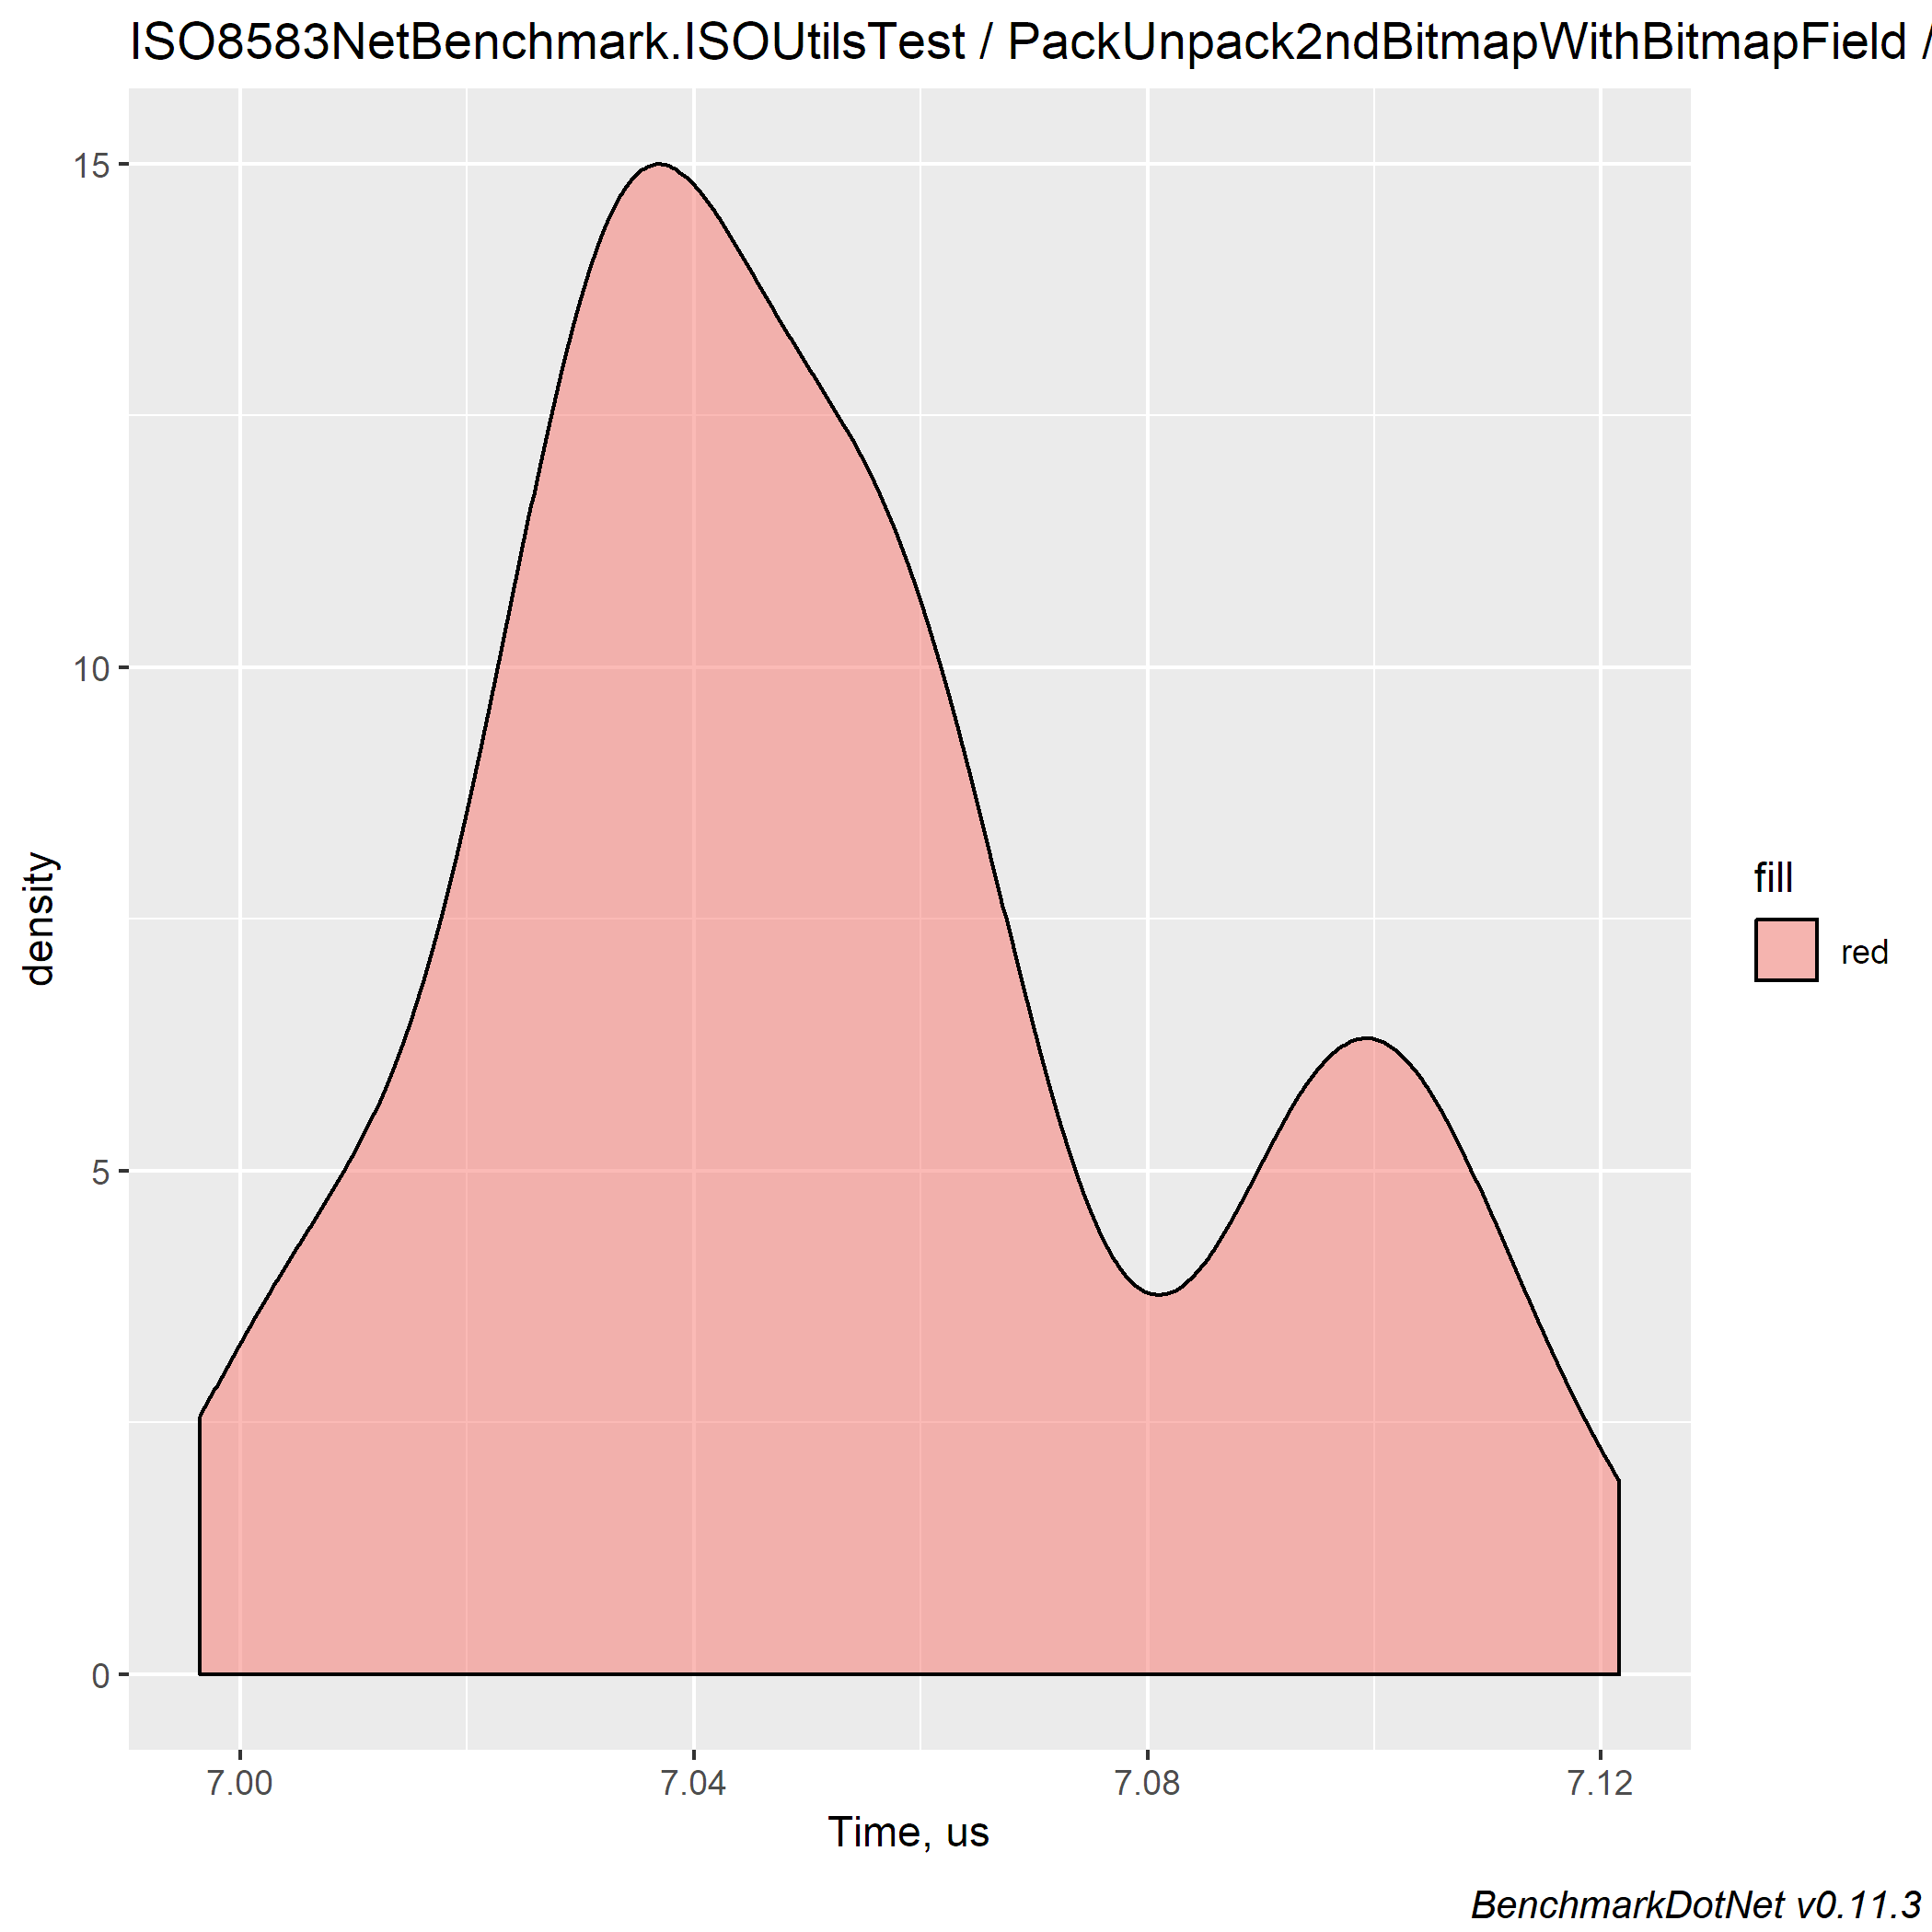 ISO8583NetBenchmark.ISOUtilsTest / PackUnpack2ndBitmapWithBitmapField /
15
10
5
0
density
7.00 7.04 7.08 7.12
Time, us
fill
red
BenchmarkDotNet v0.11.3